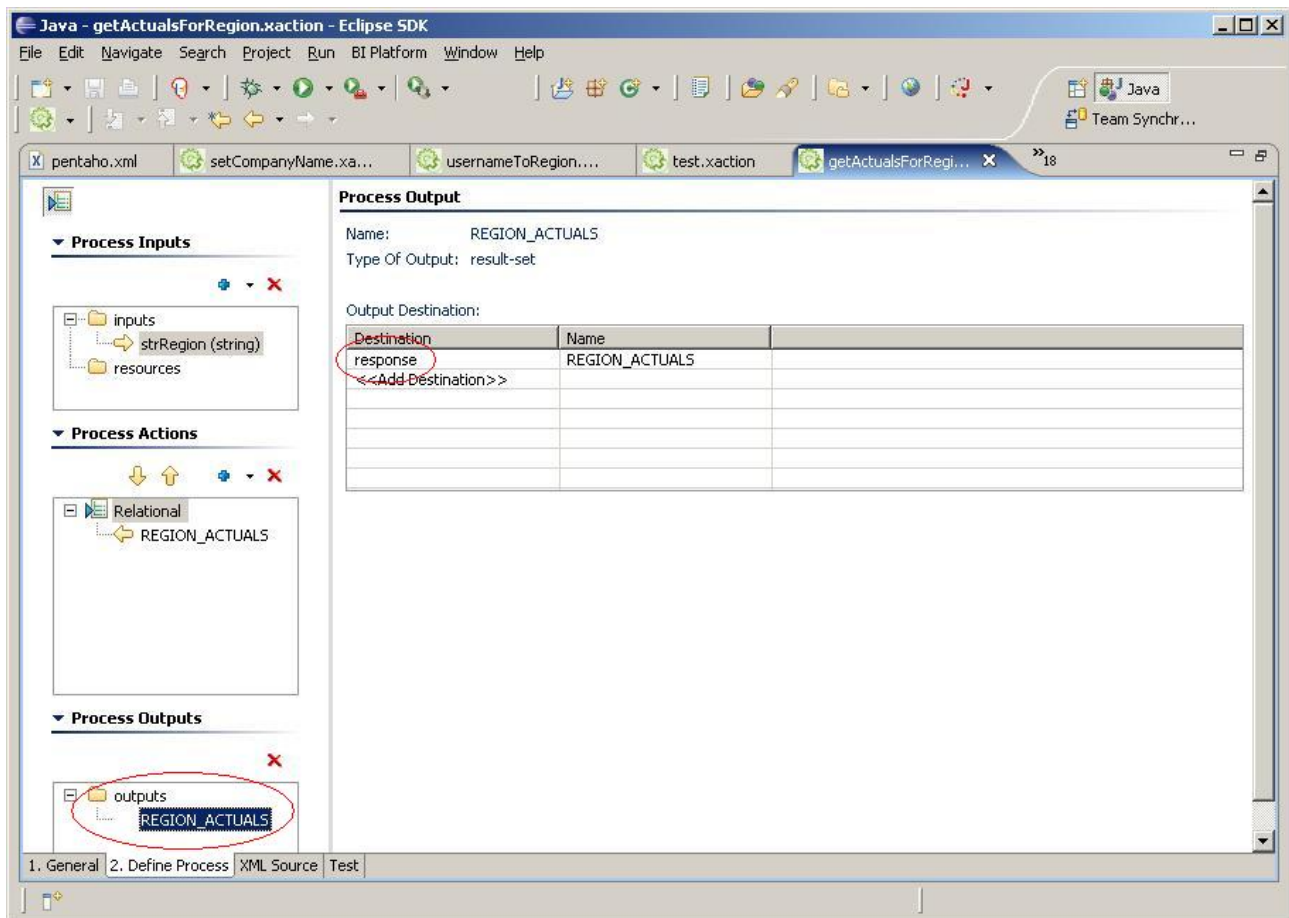 Java - getActualsForRegion.xaction - Eclipse SDK
File Edit Navigate Search Project Run BI Platform Window Help
Java
Team Synchr...
pentaho.xml setCompanyName.xa... usernameToRegion.... test.xaction getActualsForRegi... »18
Process Inputs
inputs
strRegion (string)
resources
Process Actions
Relational
REGION_ACTUALS
Process Outputs
outputs
REGION_ACTUALS
Process Output
Name: REGION_ACTUALS
Type Of Output: result-set
Output Destination:
Destination Name
response REGION_ACTUALS
<<Add Destination>>
1. General 2. Define Process XML Source Test